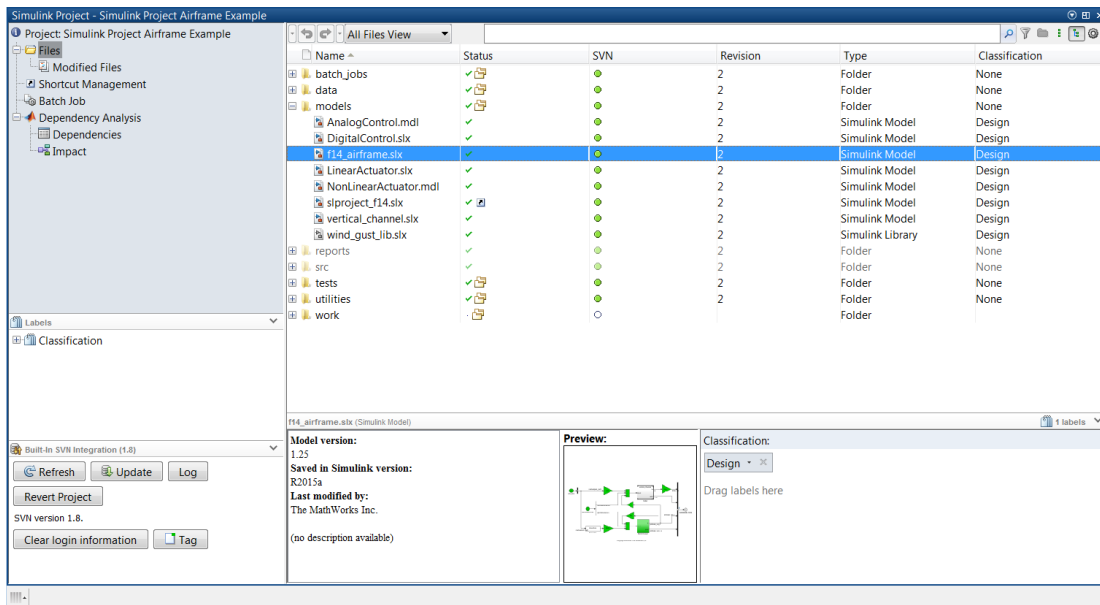 Simulink Project - Simulink Project Airframe Example
Project: Simulink Project Airframe Example
Files
Modified Files
Shortcut Management
Batch Job
Dependency Analysis
Dependencies
Impact
All Files View
Name Status SVN Revision Type Classification
batch_jobs 2 Folder None
data 2 Folder None
models 2 Folder None
AnalogControl.mdl 2 Simulink Model Design
DigitalControl.slx 2 Simulink Model Design
f14_airframe.slx 2 Simulink Model Design
LinearActuator.slx 2 Simulink Model Design
NonLinearActuator.mdl 2 Simulink Model Design
slproject_f14.slx 2 Simulink Model Design
vertical_channel.slx 2 Simulink Model Design
wind_gust_lib.slx 2 Simulink Library Design
reports 2 Folder None
src 2 Folder None
tests 2 Folder None
utilities 2 Folder None
work Folder
Labels
Classification
Built-In SVN Integration (1.8)
Refresh Update Log
Revert Project
SVN version 1.8.
Clear login information Tag
f14_airframe.slx (Simulink Model) 1 labels
Model version:
1.25
Saved in Simulink version:
R2015a
Last modified by:
The MathWorks Inc.
(no description available)
Preview:
Classification:
Design
Drag labels here